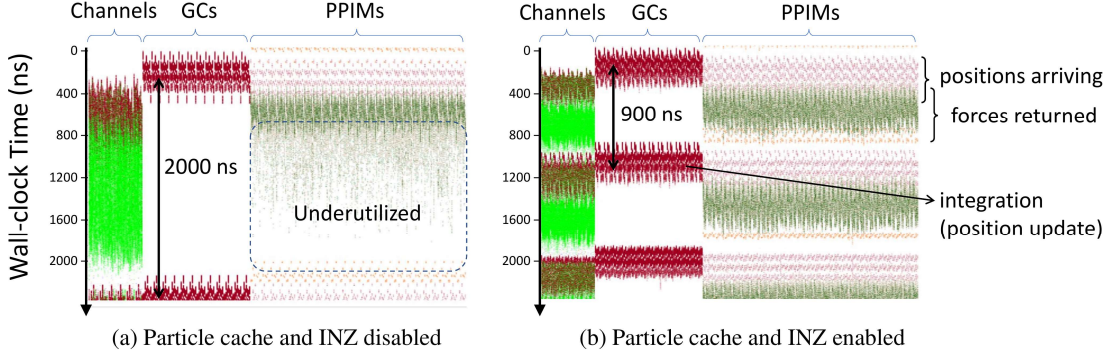 Channels GCs PPIMs
Wall-clock Time (ns)
0
400
800
1200
1600
2000
2000 ns
Underutilized
(a) Particle cache and INZ disabled
Channels GCs PPIMs
0
400
800
1200
1600
2000
900 ns
positions arriving
forces returned
integration
(position update)
(b) Particle cache and INZ enabled